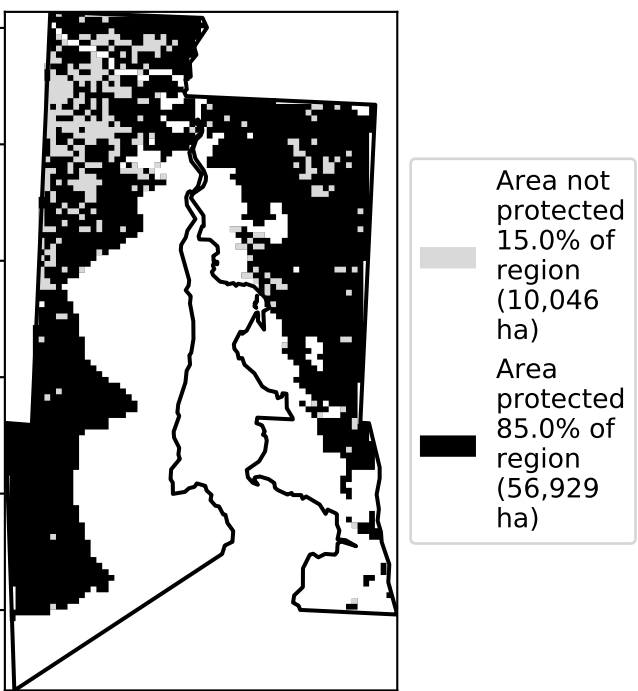 Area not
protected
15.0% of
region
(10,046
ha)
Area
protected
85.0% of
region
(56,929
ha)